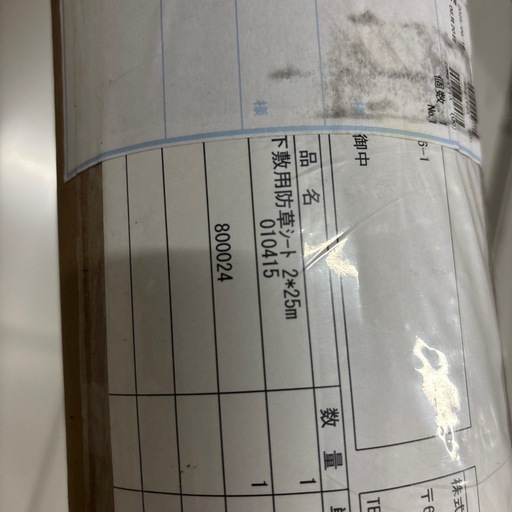 個数
No.
6-1
様
様
御中
品 名
数 量
下敷用防草シート 2*25m
1
010415
1
800024
株式
〒6
TE